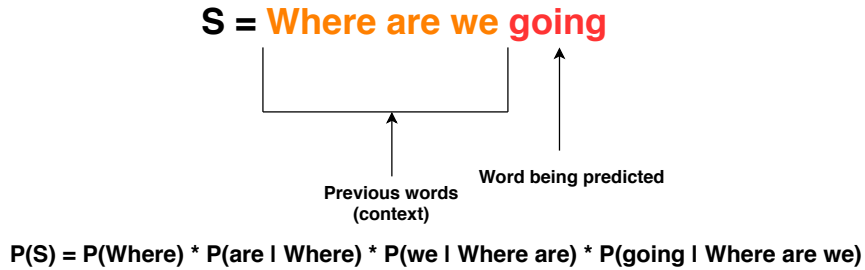 S = Where are we going
Word being predicted
Previous words
(context)
P(S) = P(Where) * P(are | Where) * P(we | Where are) * P(going | Where are we)